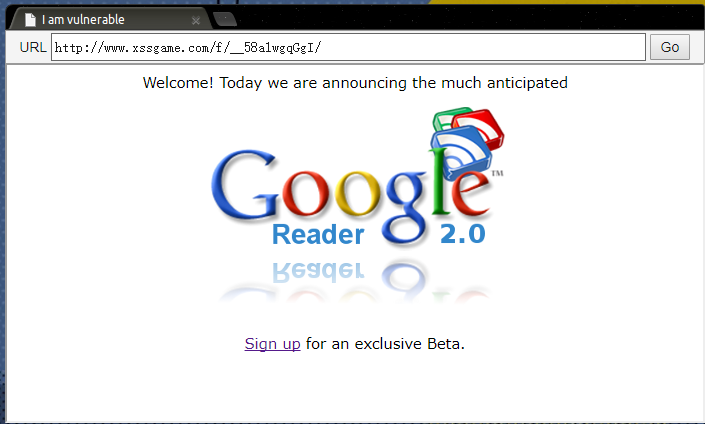 I am vulnerable
URL http://www.xssgame.com/f/__58a1wgqGgI/ Go
Welcome! Today we are announcing the much anticipated
Google™
Reader 2.0
Reader
Sign up for an exclusive Beta.